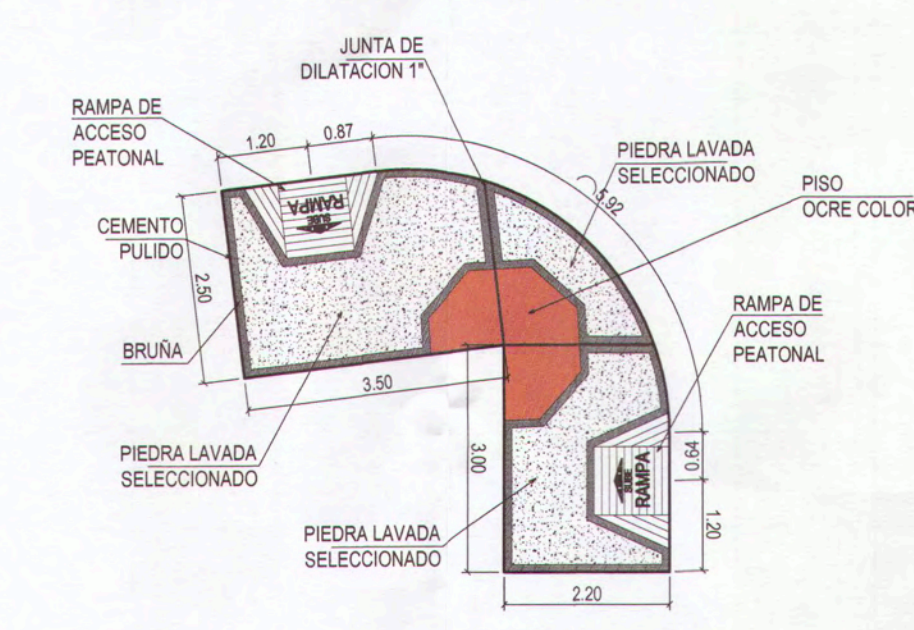 JUNTA DE
DILATACION 1"
RAMPA DE
ACCESO
PEATONAL
1.20
0.87
PIEDRA LAVADA
SELECCIONADO
5.92
PISO
OCRE COLOR
RAMPA
SUBE
CEMENTO
PULIDO
2.50
BRUÑA
3.50
RAMPA DE
ACCESO
PEATONAL
PIEDRA LAVADA
SELECCIONADO
3.00
SUBE
RAMPA
0.64
1.20
PIEDRA LAVADA
SELECCIONADO
2.20